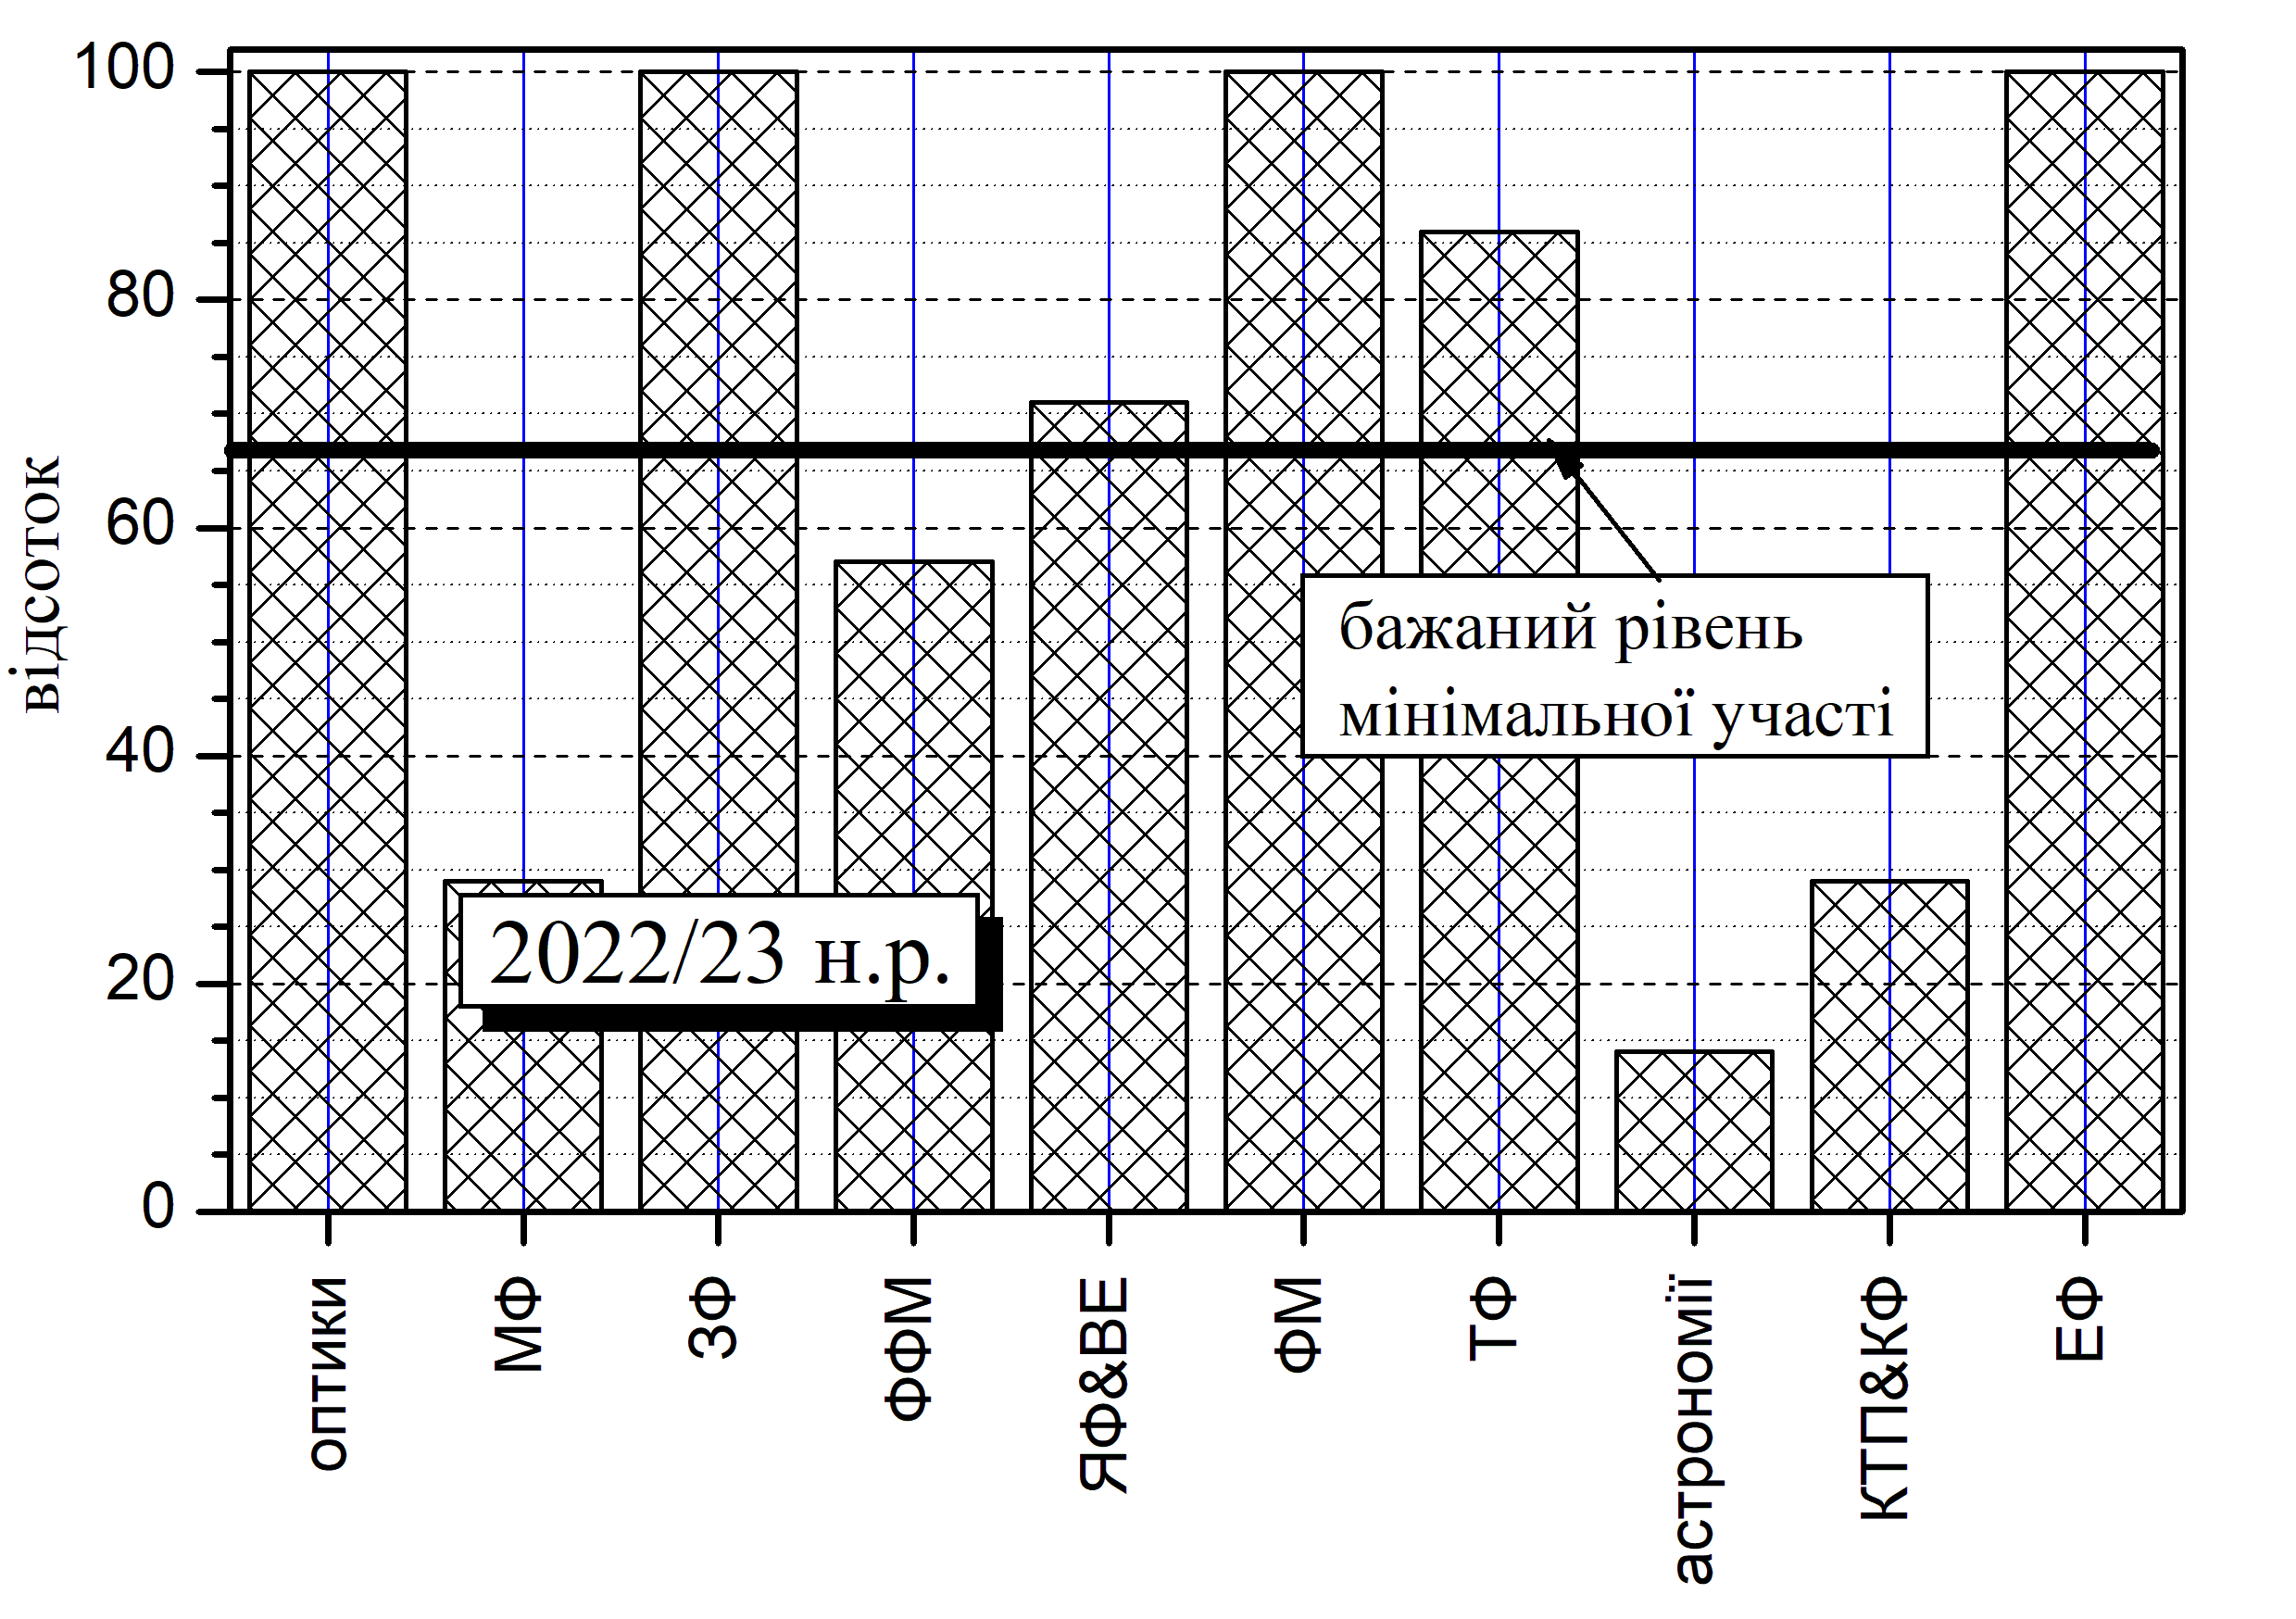 100
80
60
40
20
0
відсоток
бажаний рівень
мінімальної участі
2022/23 н.р.
оптики
МФ
ЗФ
ФФМ
ЯФ&ВЕ
ФМ
ТФ
астрономії
КТП&КФ
ЕФ